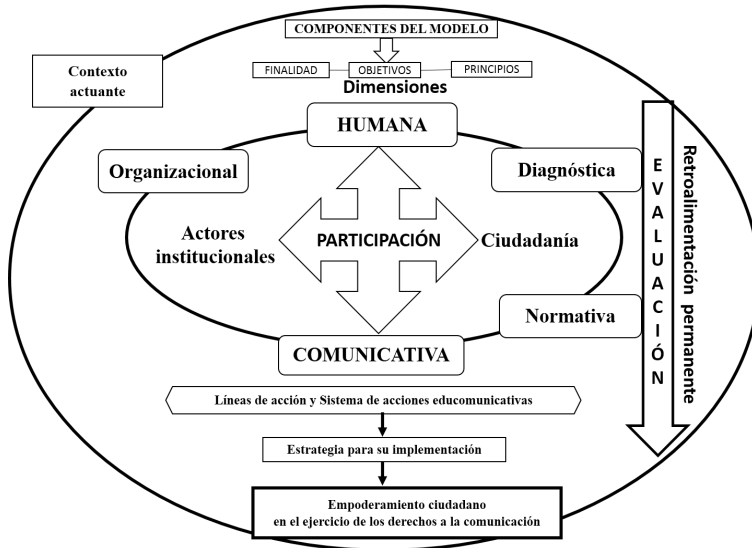 COMPONENTES DEL MODELO
Contexto
actuante
FINALIDAD
OBJETIVOS
PRINCIPIOS
Dimensiones
HUMANA
Organizacional
Diagnóstica
Actores
institucionales
PARTICIPACIÓN
Ciudadanía
Normativa
COMUNICATIVA
EVALUACIÓN
Retroalimentación permanente
Líneas de acción y Sistema de acciones educomunicativas
Estrategia para su implementación
Empoderamiento ciudadano
en el ejercicio de los derechos a la comunicación